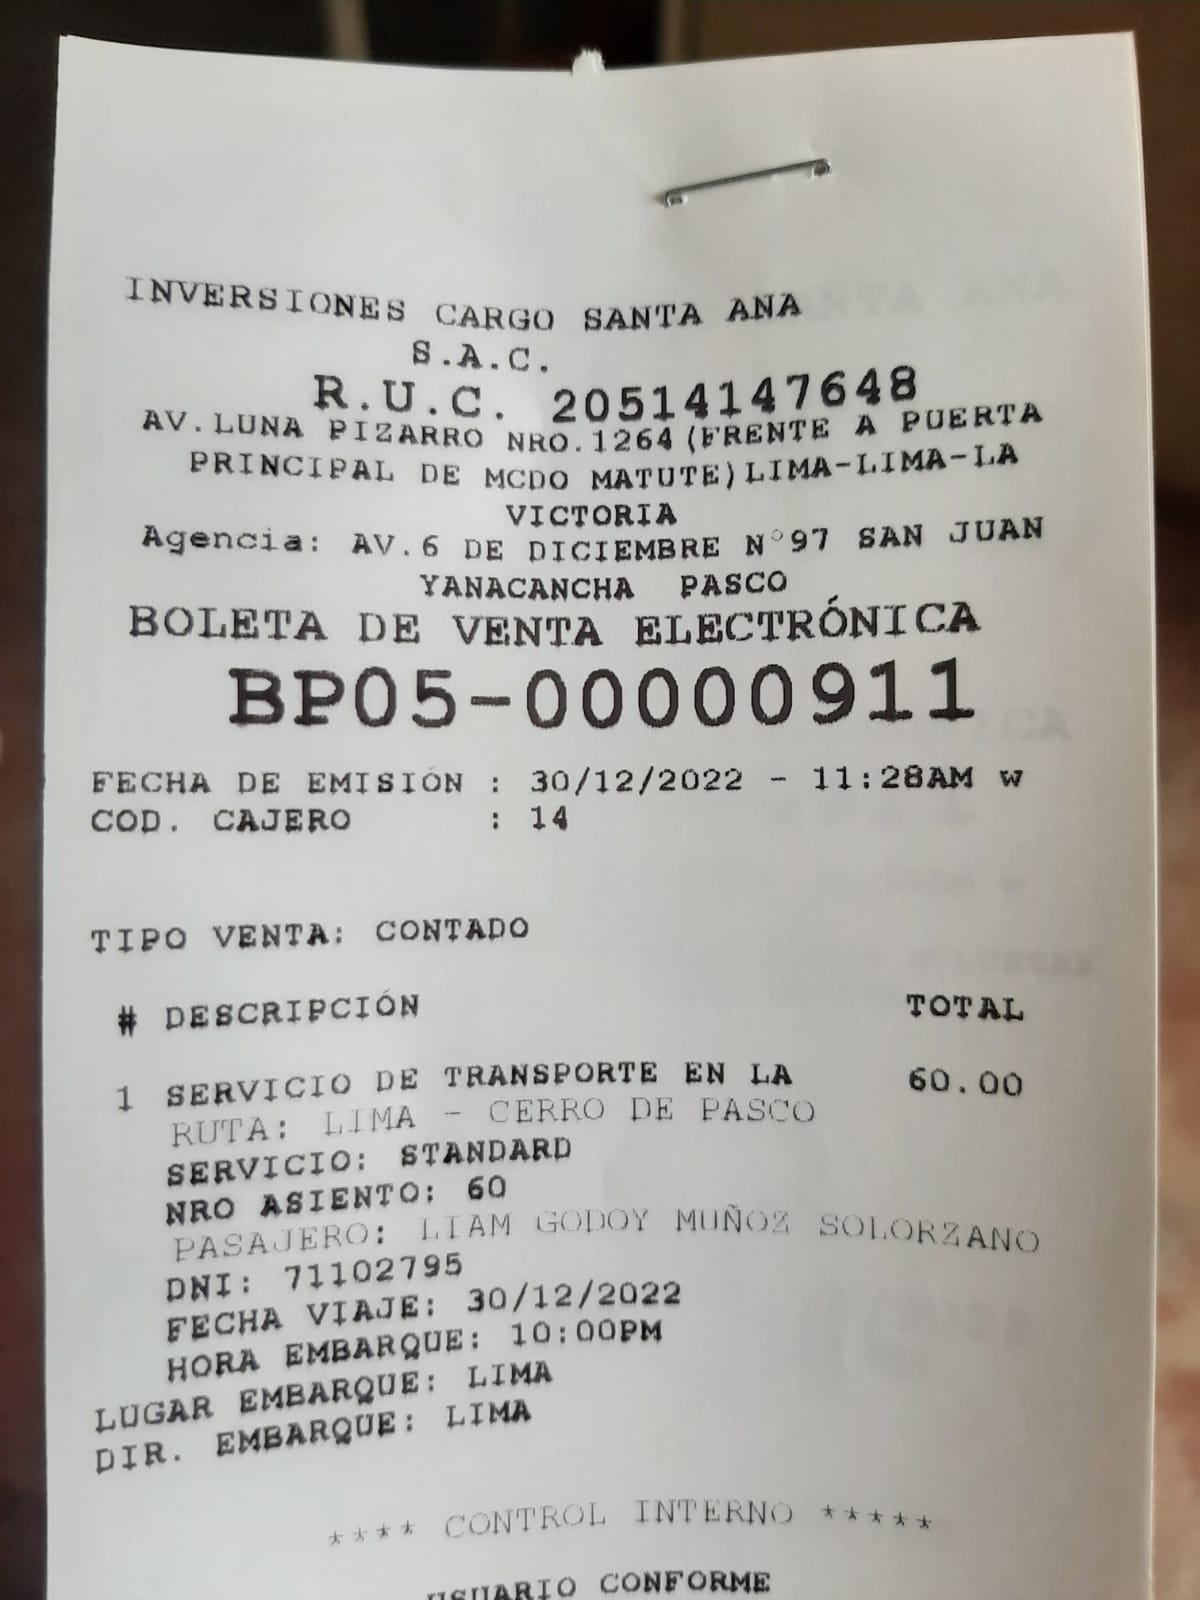 INVERSIONES CARGO SANTA ANA
S.A.C.
R.U.C. 20514147648
AV.LUNA PIZARRO NRO.1264(FRENTE A PUERTA
PRINCIPAL DE MCDO MATUTE)LIMA-LIMA-LA
VICTORIA
Agencia: AV.6 DE DICIEMBRE N°97 SAN JUAN
YANACANCHA PASCO
BOLETA DE VENTA ELECTRÓNICA
BP05-00000911
FECHA DE EMISIÓN : 30/12/2022 - 11:28AM w
COD. CAJERO : 14
TIPO VENTA: CONTADO
# DESCRIPCIÓN TOTAL
1 SERVICIO DE TRANSPORTE EN LA 60.00
RUTA: LIMA - CERRO DE PASCO
SERVICIO: STANDARD
NRO ASIENTO: 60
PASAJERO: LIAM GODOY MUÑOZ SOLORZANO
DNI: 71102795
FECHA VIAJE: 30/12/2022
HORA EMBARQUE: 10:00PM
LUGAR EMBARQUE: LIMA
DIR. EMBARQUE: LIMA
**** CONTROL INTERNO *****
USUARIO CONFORME